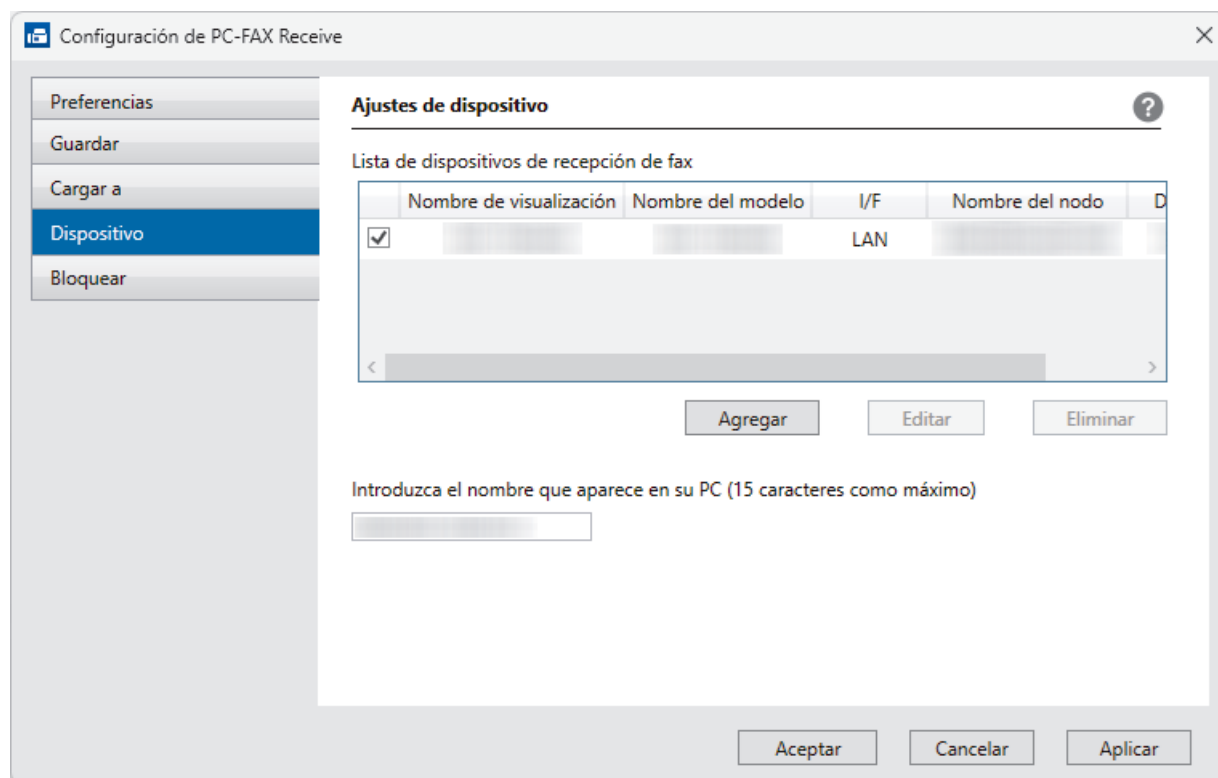 Configuración de PC-FAX Receive
Preferencias
Guardar
Cargar a
Dispositivo
Bloquear
Ajustes de dispositivo
Lista de dispositivos de recepción de fax
Nombre de visualización Nombre del modelo I/F Nombre del nodo D
LAN
Agregar Editar Eliminar
Introduzca el nombre que aparece en su PC (15 caracteres como máximo)
Aceptar Cancelar Aplicar